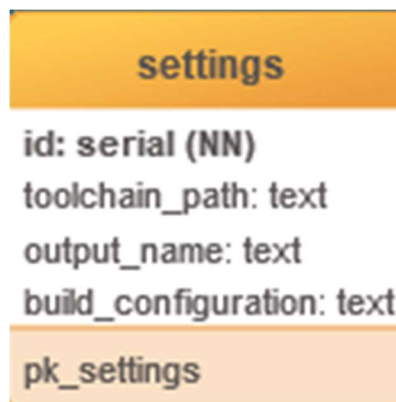 settings
id: serial (NN)
toolchain_path: text
output_name: text
build_configuration: text
pk_settings